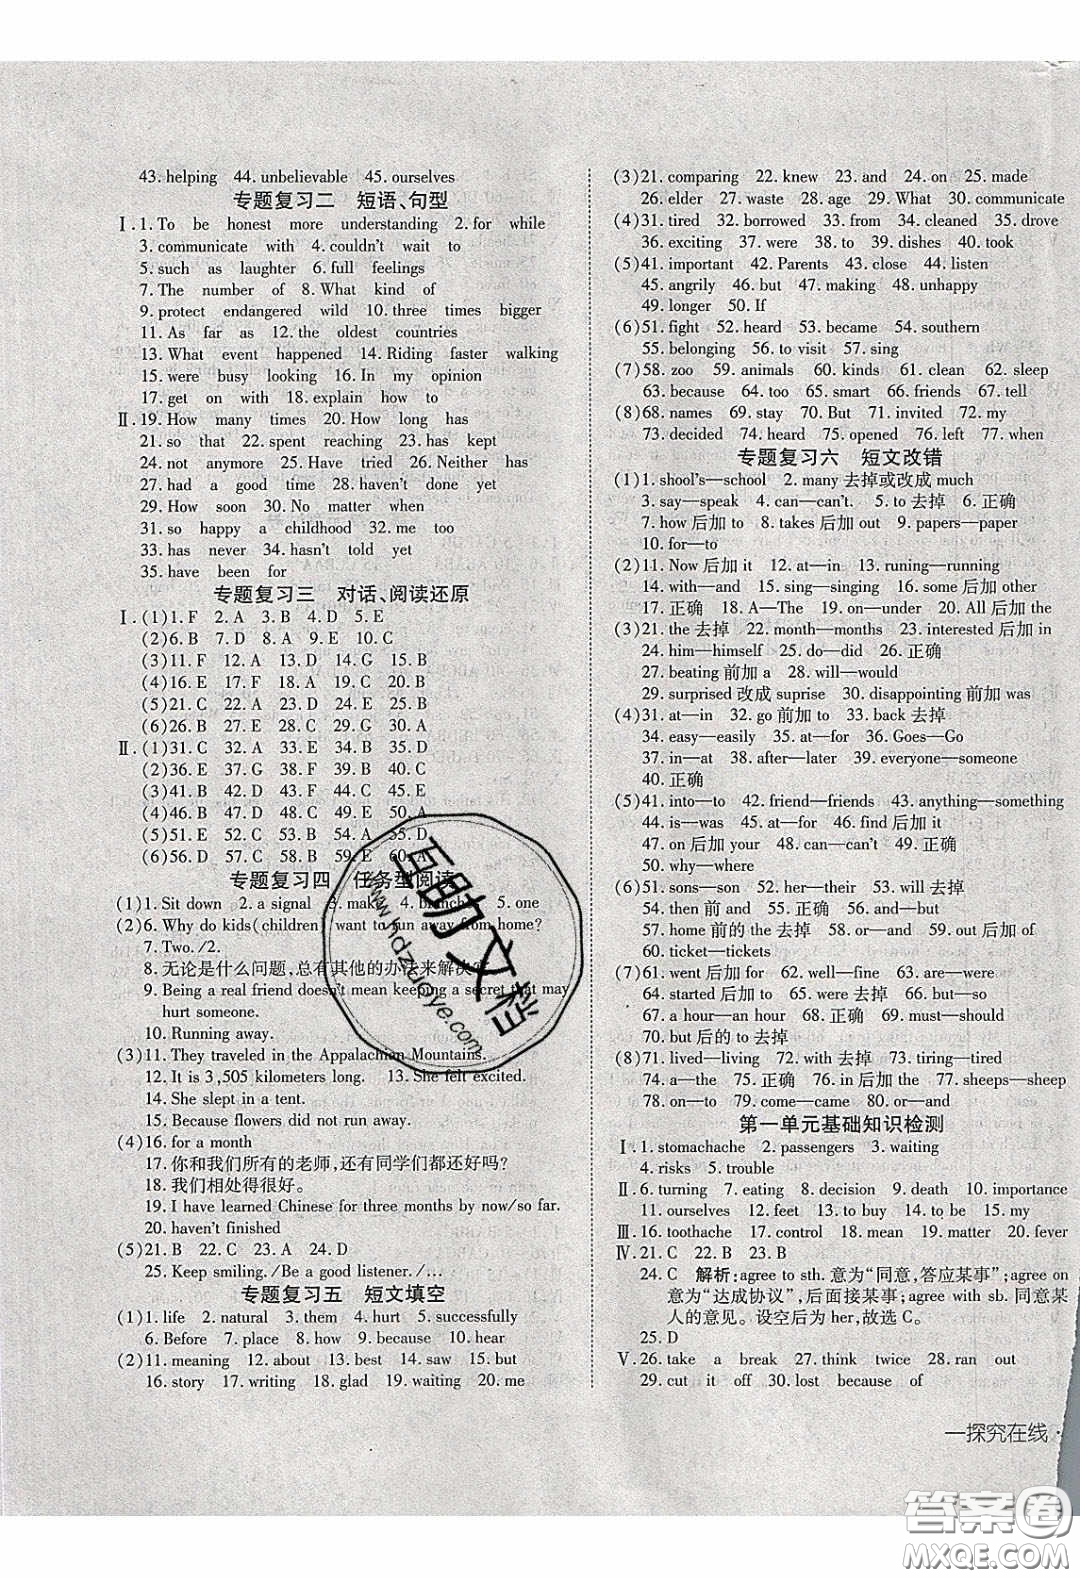 43. helping 44. unbelievable 45. ourselves
专题复习二 短语、句型
Ⅰ. 1. To be honest more understanding 2. for while
3. communicate with 4. couldn't wait to
5. such as laughter 6. full feelings
7. The number of 8. What kind of
9. protect endangered wild 10. three times bigger
11. As far as 12. the oldest countries
13. What event happened 14. Riding faster walking
15. were busy looking 16. In my opinion
17. get on with 18. explain how to
Ⅱ. 19. How many times 20. How long has
21. so that 22. spent reaching 23. has kept
24. not anymore 25. Have tried 26. Neither has
27. had a good time 28. haven't done yet
29. How soon 30. No matter when
31. so happy a childhood 32. me too
33. has never 34. hasn't told yet
35. have been for
专题复习三 对话、阅读还原
Ⅰ. (1)1. F 2. A 3. B 4. D 5. E
(2)6. B 7. D 8. A 9. E 10. C
(3)11. F 12. A 13. D 14. G 15. B
(4)16. E 17. F 18. A 19. C 20. B
(5)21. C 22. A 23. D 24. E 25. B
(6)26. B 27. E 28. C 29. A 30. G
Ⅱ. (1)31. C 32. A 33. E 34. B 35. D
(2)36. E 37. G 38. F 39. D 40. C
(3)41. B 42. A 43. D 44. C 45. E
(4)46. B 47. D 48. C 49. E 50. A
(5)51. E 52. C 53. B 54. A 55. D
(6)56. D 57. C 58. B 59. E 60. A
专题复习四 任务型阅读
(1)1. Sit down 2. a signal 3. make 4. branches 5. one
(2)6. Why do kids(children) want to run away from home?
7. Two. /2.
8. 无论是什么问题,总有其他的办法来解决它。
9. Being a real friend doesn't mean keeping a secret that may
hurt someone.
10. Running away.
(3)11. They traveled in the Appalachian Mountains.
12. It is 3,505 kilometers long. 13. She felt excited.
14. She slept in a tent.
15. Because flowers did not run away.
(4)16. for a month
17. 你和我们所有的老师,还有同学们都还好吗?
18. 我们相处得很好。
19. I have learned Chinese for three months by now/so far.
20. haven't finished
(5)21. B 22. C 23. A 24. D
25. Keep smiling. /Be a good listener. /…
专题复习五 短文填空
(1)1. life 2. natural 3. them 4. hurt 5. successfully
6. Before 7. place 8. how 9. because 10. hear
(2)11. meaning 12. about 13. best 14. saw 15. but
16. story 17. writing 18. glad 19. waiting 20. me
(3)21. comparing 22. knew 23. and 24. on 25. made
26. elder 27. waste 28. age 29. What 30. communicate
(4)31. tired 32. borrowed 33. from 34. cleaned 35. drove
36. exciting 37. were 38. or 39. dishes 40. took
(5)41. important 42. Parents 43. close 44. listen
45. angrily 46. but 47. making 48. unhappy
49. longer 50. If
(6)51. fight 52. heard 53. became 54. southern
55. belonging 56. to visit 57. sing
(7)58. zoo 59. animals 60. kinds 61. clean 62. sleep
63. because 64. too 65. smart 66. friends 67. tell
(8)68. names 69. stay 70. But 71. invited 72. my
73. decided 74. heard 75. opened 76. left 77. when
专题复习六 短文改错
(1)1. shool's—school 2. many 去掉或改成 much
3. say—speak 4. can—can't. 5. to 去掉 6. 正确
7. how 后加 to 8. takes 后加 out 9. papers—paper
10. for—to
(2)11. Now 后加 it 12. at—in 13. runing—running
14. with—and 15. singing—sing 16. others—other
17. 正确 18. A—The 19. on—under 20. All 后加 the
(3)21. the 去掉 22. month—months 23. interested 后加 in
24. him—himself 25. do—did 26. 正确
27. beating 前加 a 28. will—would
29. surprised 改成 suprise 30. disappointing 前加 was
(4)31. at—in 32. go 前加 to 33. back 去掉
34. easy—easily 35. at—for 36. Goes—Go
37. in—at 38. after—later 39. everyone—someone
40. 正确
(5)41. into—to 42. friend—friends 43. anything—something
44. is—was 45. at—for 46. find 后加 it
47. on 后加 your 48. can—can't 49. 正确
50. why—where
(6)51. sons—son 52. her—their 53. will 去掉
54. then 前加 and 55. 正确 56. a—the
57. home 前的 the 去掉 58. or—and 59. on 去掉
60. ticket—tickets
(7)61. went 后加 for 62. well—fine 63. are—were
64. started 后加 to 65. was 去掉 66. but—so
67. a hour—an hour 68. 正确 69. or—and
70. but 后的 to 去掉
(8)71. lived—living 72. with 去掉 73. tiring—tired
74. a—the 75. 正确 76. in—on 77. sheeps—sheep
78. on—to 79. come—came 80. or—and
第一单元基础知识检测
Ⅰ. 1. stomachache 2. passengers 3. waiting
4. risks 5. trouble
Ⅱ. 6. turning 7. eating 8. decision 9. death 10. importance
11. ourselves 12. feet 13. to buy 14. are 15. my
Ⅲ. 16. toothache 17. control 18. mean 19. matter 20. fever
Ⅳ. 21. C 22. B 23. B
24. C 解析:agree to sth. 意为“同意,答应某事”;agree on
意为“达成协议”,后面接某事;agree with sb. 同意某
人的意见。设空后为 her,故选 C。
25. D
Ⅴ. 26. take a break 27. think twice 28. ran out
29. cut it off 30. lost because of
一探究在线·
互助文档
www.hdzuoye.com
答案圈
MXQE.COM